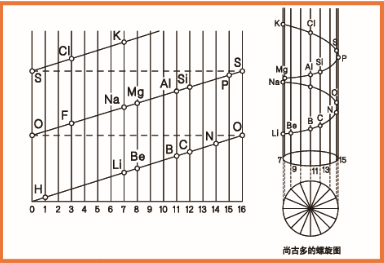 K
Cl
S
S
P
Si
Al
Mg
Na
F
O
O
N
C
B
Be
Li
H
0 1 2 3 4 5 6 7 8 9 10 11 12 13 14 15 16
K
Cl
S
P
Mg
Al
Si
Na
O
N
Li
Be
B
C
7
9
11
13
15
尚古多的螺旋图